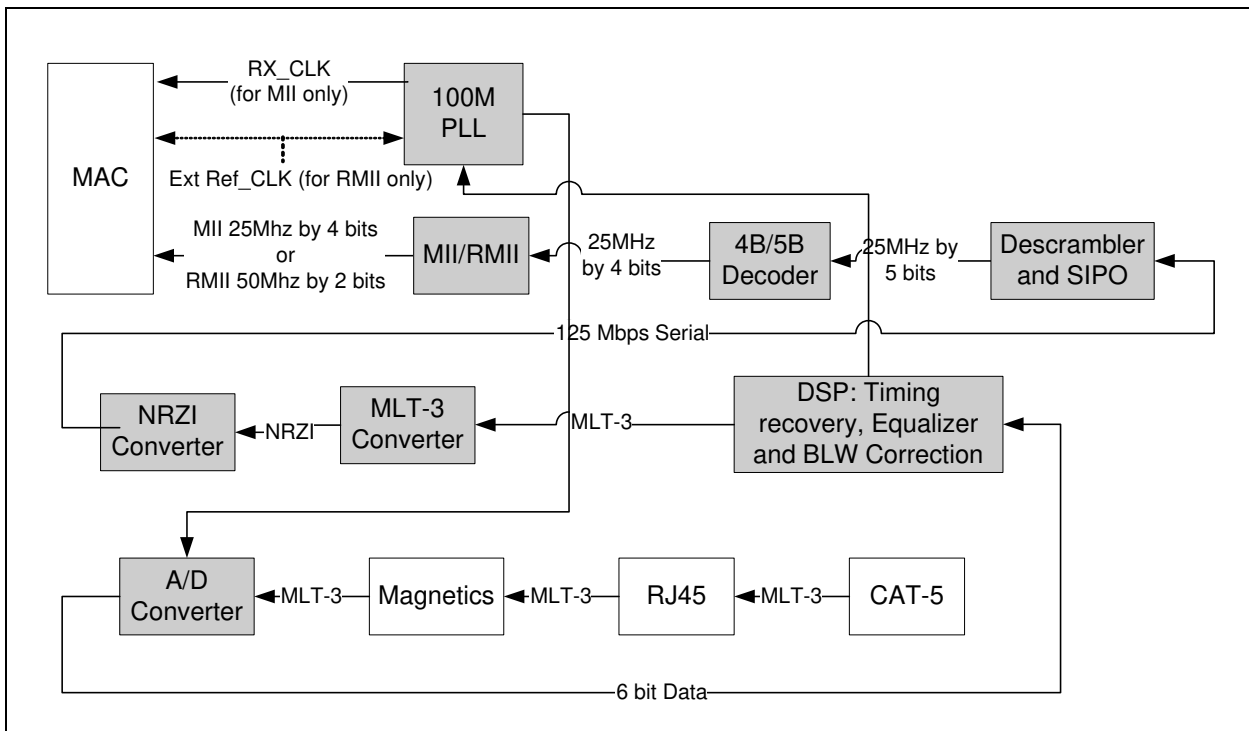 RX_CLK
(for MII only)
100M
PLL
MAC
Ext Ref_CLK (for RMII only)
MII 25Mhz by 4 bits
or
RMII 50Mhz by 2 bits
MII/RMII
25MHz
by 4 bits
4B/5B
Decoder
25MHz by
5 bits
Descrambler
and SIPO
125 Mbps Serial
NRZI
Converter
NRZI
MLT-3
Converter
MLT-3
DSP: Timing
recovery, Equalizer
and BLW Correction
A/D
Converter
MLT-3
Magnetics
MLT-3
RJ45
MLT-3
CAT-5
6 bit Data